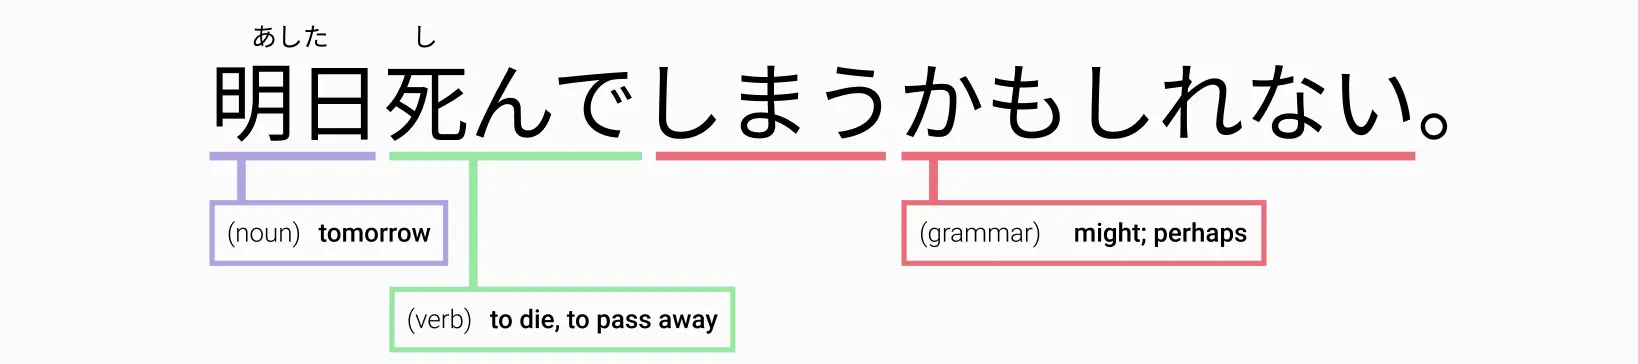 あした し
明日死んでしまうかもしれない。
(noun) tomorrow
(grammar) might; perhaps
(verb) to die, to pass away